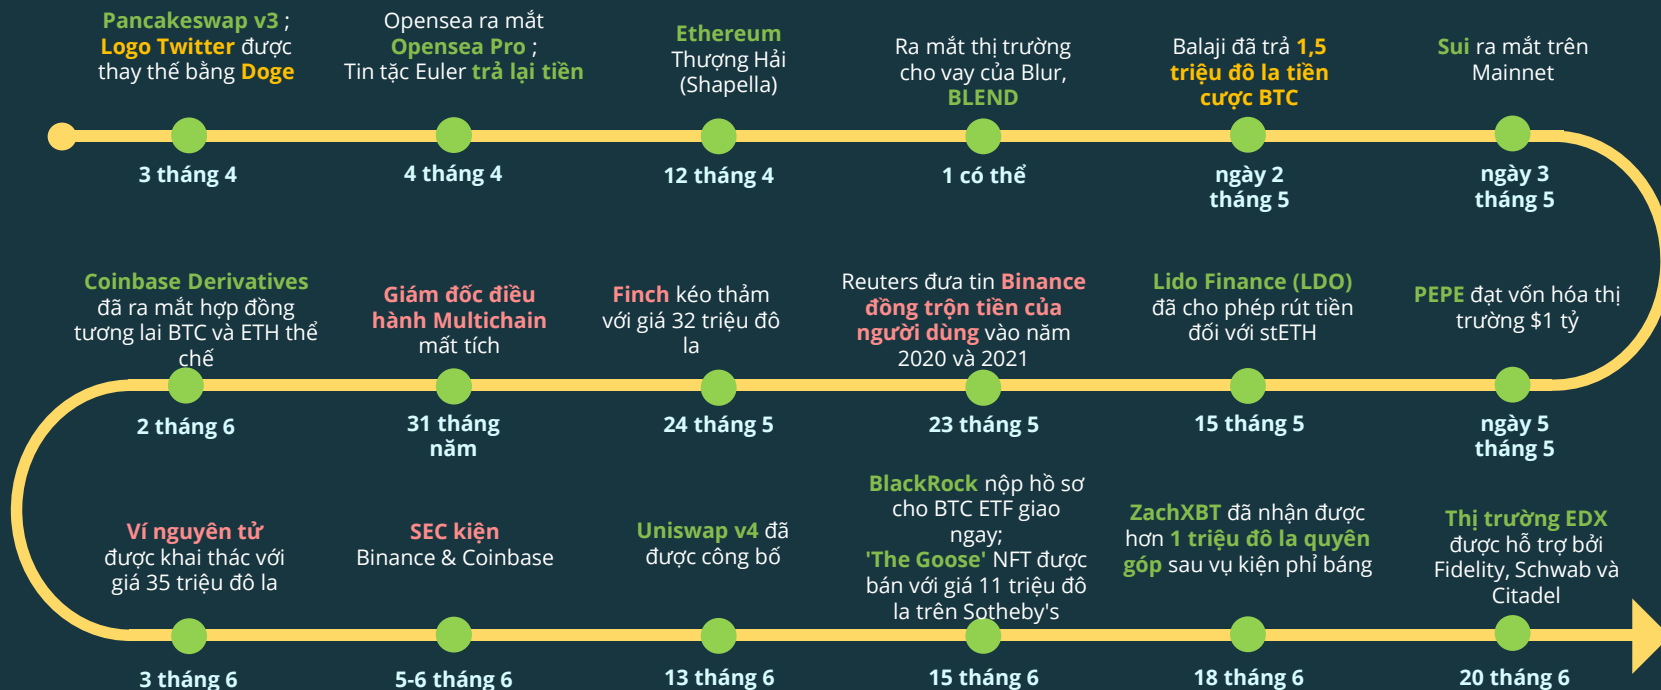 Pancakeswap v3 ;
Logo Twitter được
thay thế bằng Doge
3 tháng 4
Opensea ra mắt
Opensea Pro ;
Tin tặc Euler trả lại tiền
4 tháng 4
Ethereum
Thượng Hải
(Shapella)
12 tháng 4
Ra mắt thị trường
cho vay của Blur,
BLEND
1 có thể
Balaji đã trả 1,5
triệu đô la tiền
cược BTC
ngày 2
tháng 5
Sui ra mắt trên
Mainnet
ngày 3
tháng 5
PEPE đạt vốn hóa thị
trường $1 tỷ
ngày 5
tháng 5
Lido Finance (LDO)
đã cho phép rút tiền
đối với stETH
15 tháng 5
Reuters đưa tin Binance
đồng trộn tiền của
người dùng vào năm
2020 và 2021
23 tháng 5
Finch kéo thảm
với giá 32 triệu đô
la
24 tháng 5
Giám đốc điều
hành Multichain
mất tích
31 tháng
năm
Coinbase Derivatives
đã ra mắt hợp đồng
tương lai BTC và ETH thể
chế
2 tháng 6
Ví nguyên tử
được khai thác với
giá 35 triệu đô la
3 tháng 6
SEC kiện
Binance & Coinbase
5-6 tháng 6
Uniswap v4 đã
được công bố
13 tháng 6
BlackRock nộp hồ sơ
cho BTC ETF giao
ngay;
'The Goose' NFT được
bán với giá 11 triệu đô
la trên Sotheby's
15 tháng 6
ZachXBT đã nhận được
hơn 1 triệu đô la quyên
góp sau vụ kiện phỉ báng
18 tháng 6
Thị trường EDX
được hỗ trợ bởi
Fidelity, Schwab và
Citadel
20 tháng 6